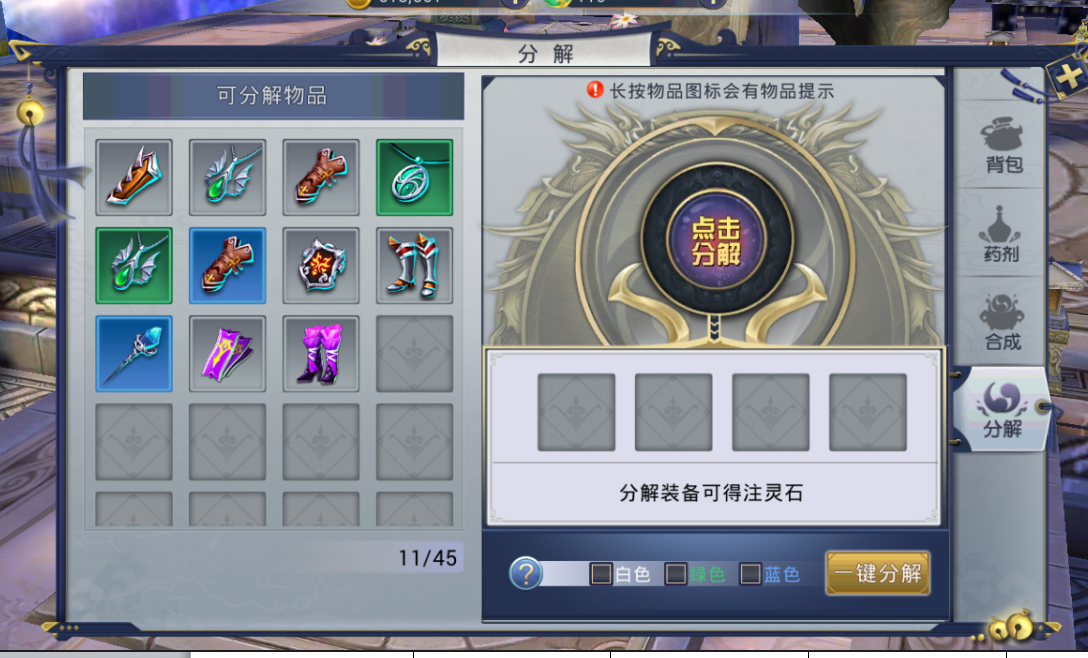 分解
可分解物品
长按物品图标会有物品提示
点击
分解
背包
药剂
合成
分解
分解装备可得注灵石
11/45
? 白色 绿色 蓝色 一键分解